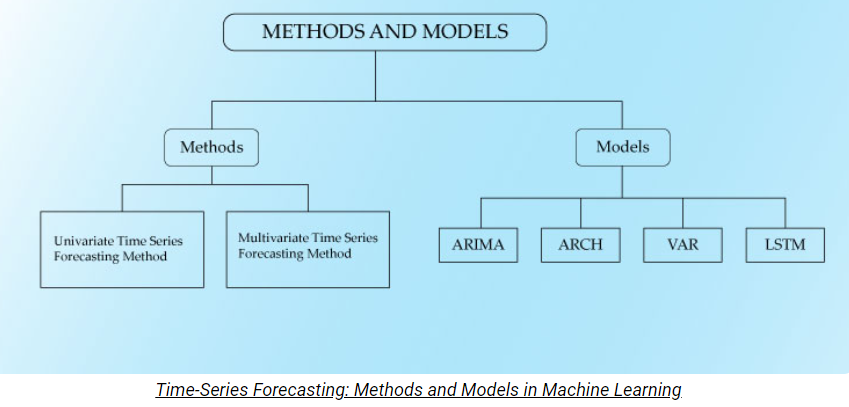 METHODS AND MODELS
Methods
Models
Univariate Time Series
Forecasting Method
Multivariate Time Series
Forecasting Method
ARIMA
ARCH
VAR
LSTM
Time-Series Forecasting: Methods and Models in Machine Learning